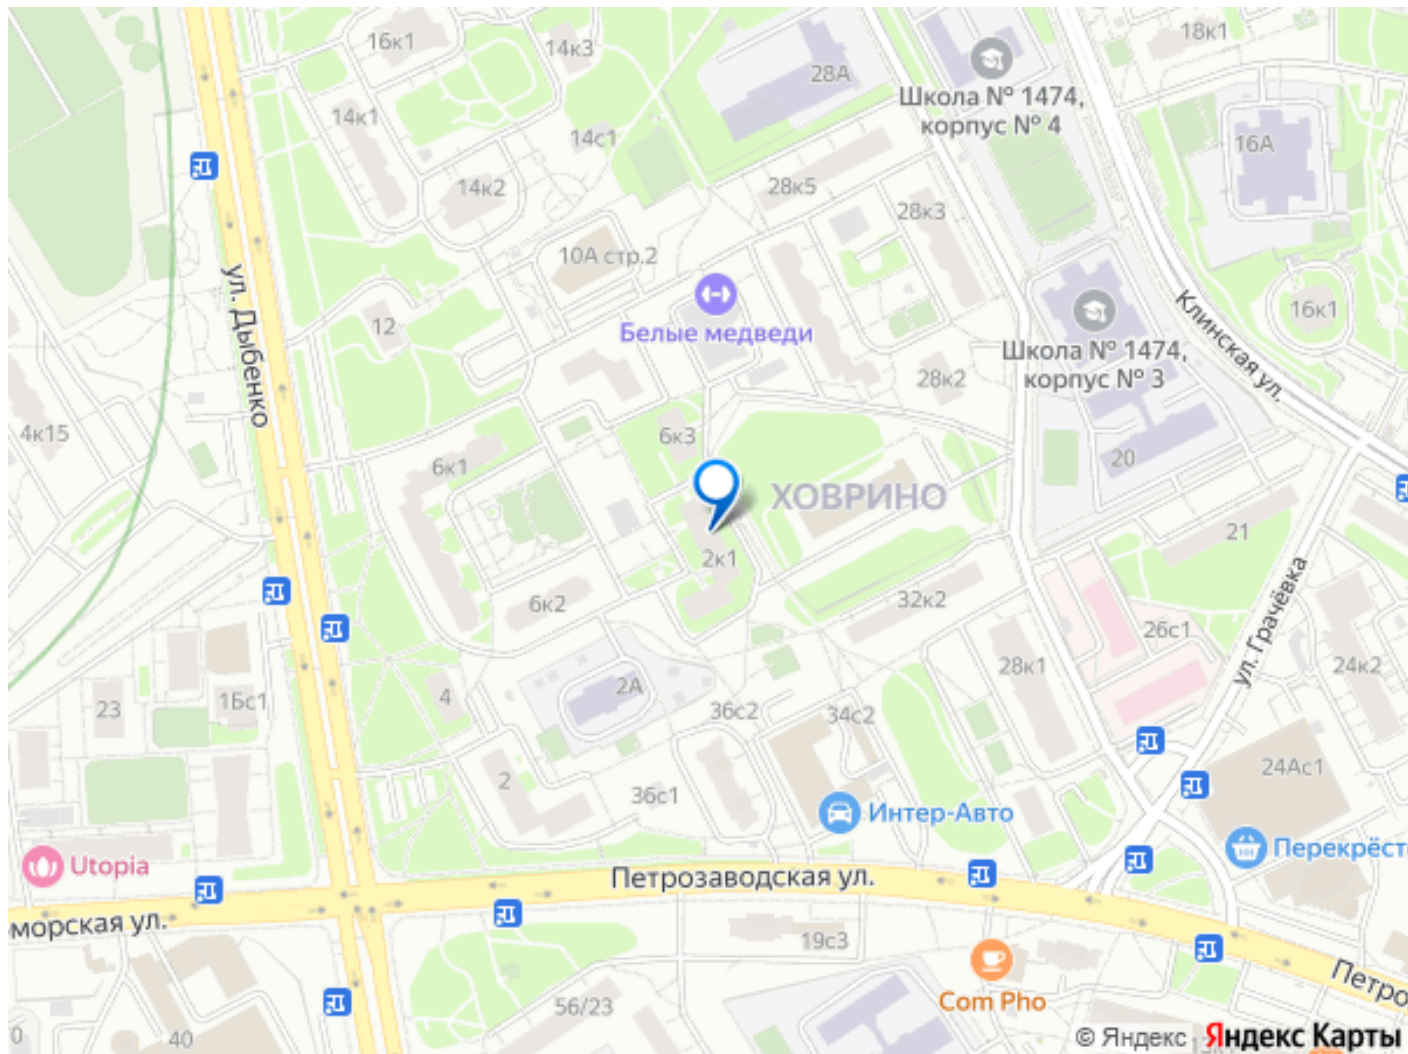 16к1
14к3
18к1
28А
Школа № 1474,
корпус № 4
14к1
14с1
16А
14к2
28к5
28к3
10А стр.2
ул. Дыбенко
12
Белые медведи
Клинская ул.
16к1
Школа № 1474,
корпус № 3
28к2
4к15
6к3
6к1
20
ХОВРИНО
21
2к1
6к2
32к2
26с1
ул. Грачёвка
28к1
24к2
2А
4
1Бс1
23
36с2
34с2
24Ас1
2
36с1
Интер-Авто
Перекрёст
Utopia
Петрозаводская ул.
морская ул.
19с3
Com Pho
Петро
56/23
0
40
© Яндекс Яндекс Карты